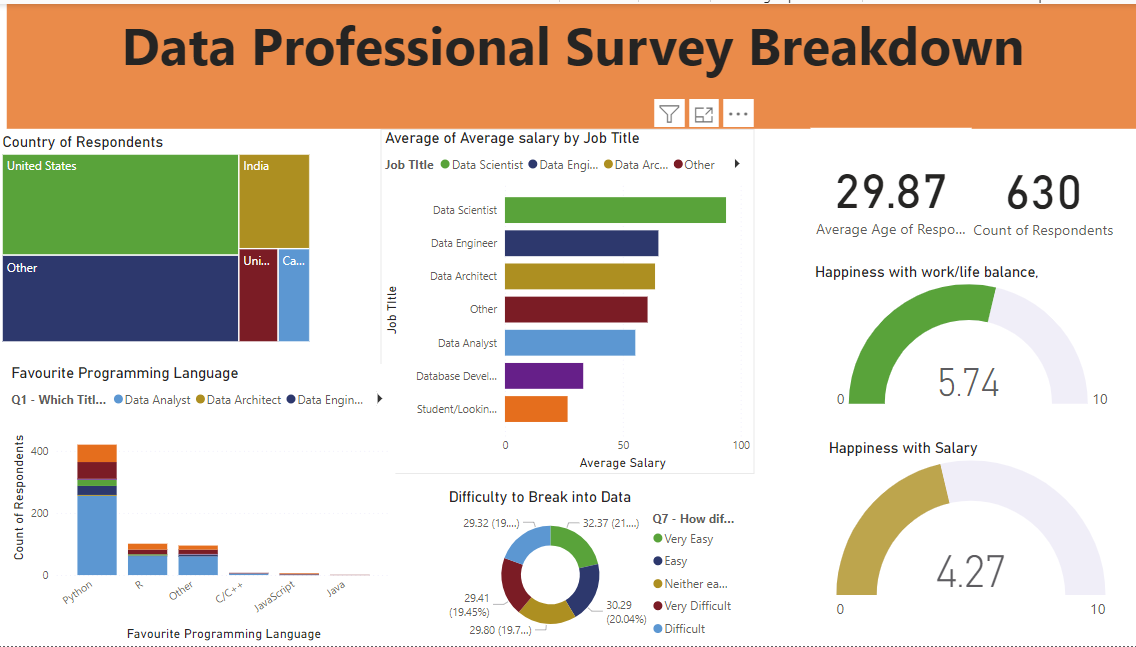 Data Professional Survey Breakdown
Country of Respondents
United States
India
Other
Uni...
Ca...
Average of Average salary by Job Title
Job TItle Data Scientist Data Engi... Data Arc... Other
Job TItle
Data Scientist
Data Engineer
Data Architect
Other
Data Analyst
Database Devel...
Student/Lookin...
0 50 100
Average Salary
29.87
Average Age of Respo...
630
Count of Respondents
Happiness with work/life balance,
5.74
0 10
Happiness with Salary
4.27
0 10
Favourite Programming Language
Q1 - Which Titl... Data Analyst Data Architect Data Engin...
Count of Respondents
400
200
0
Python R Other C/C++ JavaScript Java
Favourite Programming Language
Difficulty to Break into Data
29.32 (19....)
32.37 (21....)
29.41
(19.45%)
30.29
(20.04%)
29.80 (19.7...)
Q7 - How dif...
Very Easy
Easy
Neither ea...
Very Difficult
Difficult